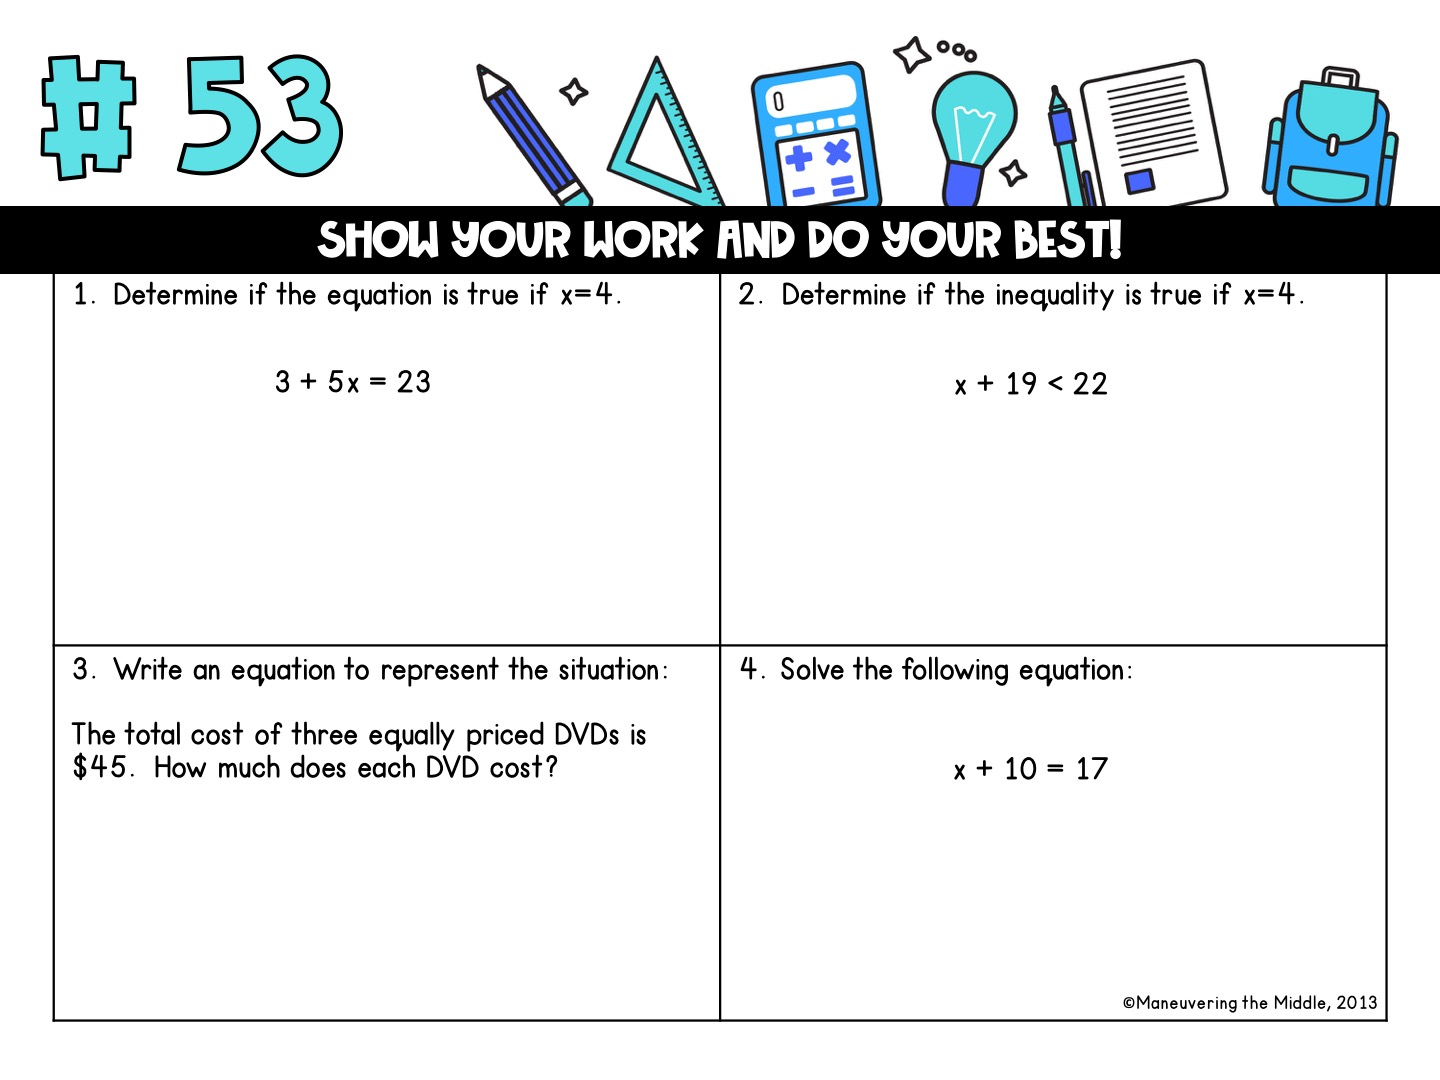 # 53
SHOW YOUR WORK AND DO YOUR BEST!
1. Determine if the equation is true if x=4.
3 + 5x = 23
2. Determine if the inequality is true if x=4.
x + 19 < 22
3. Write an equation to represent the situation:
The total cost of three equally priced DVDs is
$45. How much does each DVD cost?
4. Solve the following equation:
x + 10 = 17
©Maneuvering the Middle, 2013